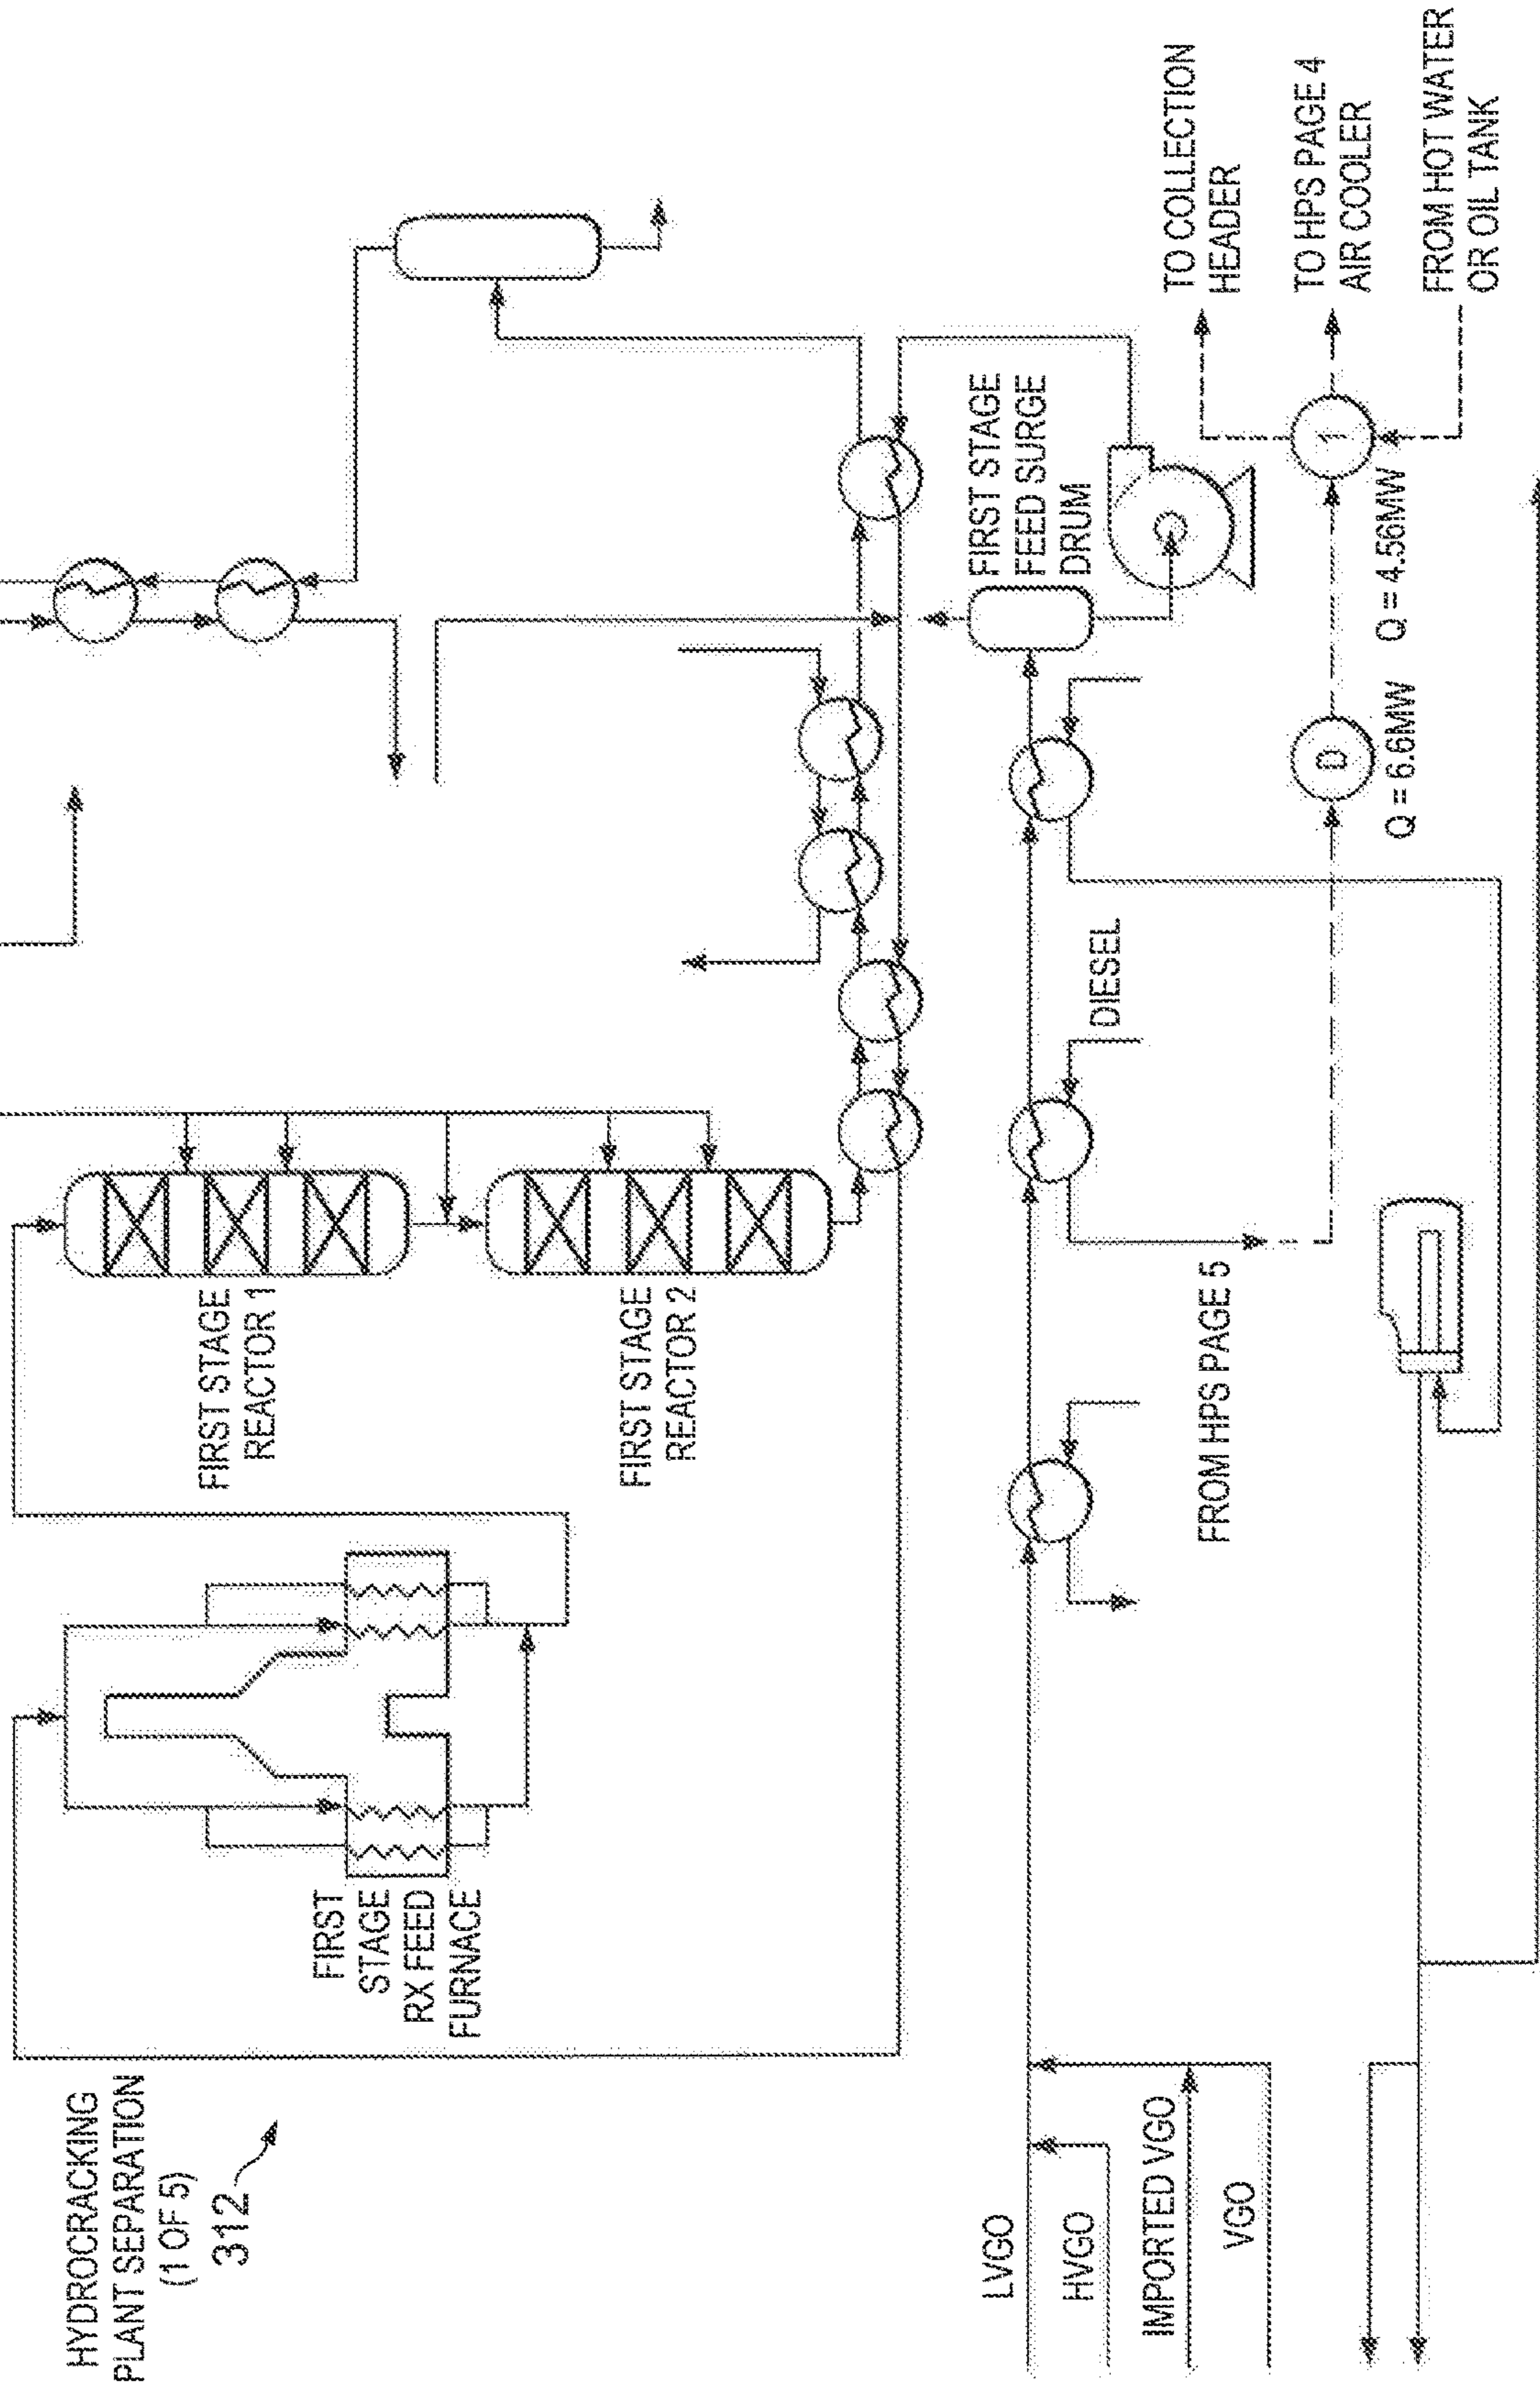 HYDROCRACKING
PLANT SEPARATION
(1 OF 5)
312
FIRST
STAGE
RX FEED
FURNACE
FIRST STAGE
REACTOR 1
FIRST STAGE
REACTOR 2
LVGO
HVGO
IMPORTED VGO
VGO
FROM HPS PAGE 5
DIESEL
FIRST STAGE
FEED SURGE
DRUM
D
Q = 6.6MW
1
Q = 4.56MW
TO COLLECTION
HEADER
TO HPS PAGE 4
AIR COOLER
FROM HOT WATER
OR OIL TANK